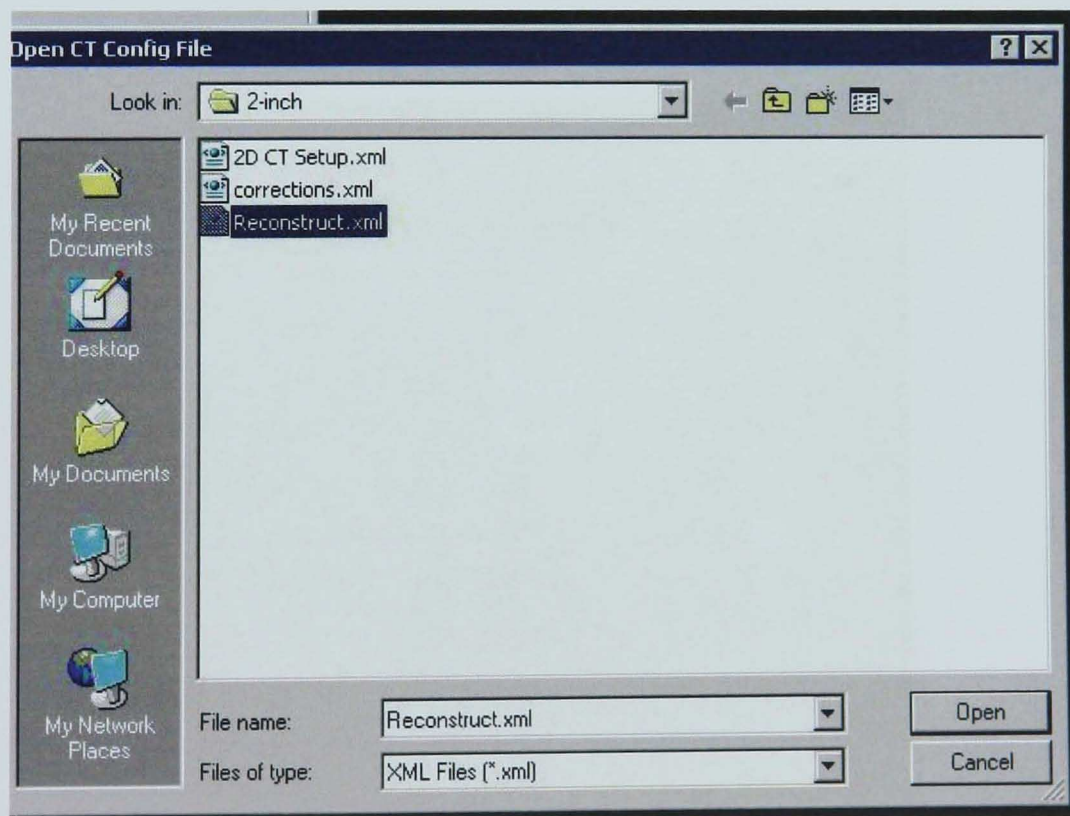 Open CT Config File
Look in: 2-inch
2D CT Setup.xml
corrections.xml
Reconstruct.xml
My Recent
Documents
Desktop
My Documents
My Computer
My Network
Places
File name: Reconstruct.xml Open
Files of type: XML Files (*.xml) Cancel